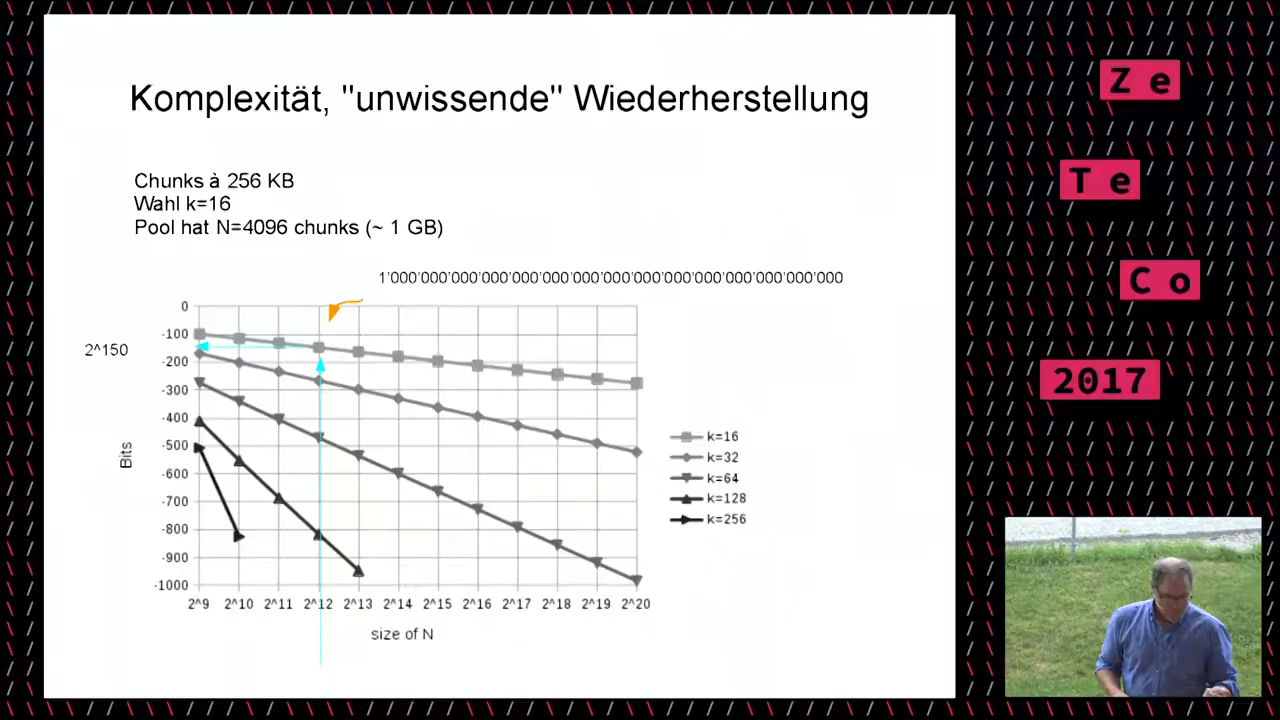 Komplexität, "unwissende" Wiederherstellung
Chunks à 256 KB
Wahl k=16
Pool hat N=4096 chunks (~ 1 GB)
1'000'000'000'000'000'000'000'000'000'000'000'000'000'000'000
2^150
Bits
0
-100
-200
-300
-400
-500
-600
-700
-800
-900
-1000
2^9 2^10 2^11 2^12 2^13 2^14 2^15 2^16 2^17 2^18 2^19 2^20
size of N
k=16
k=32
k=64
k=128
k=256
Z e
T e
C o
2017